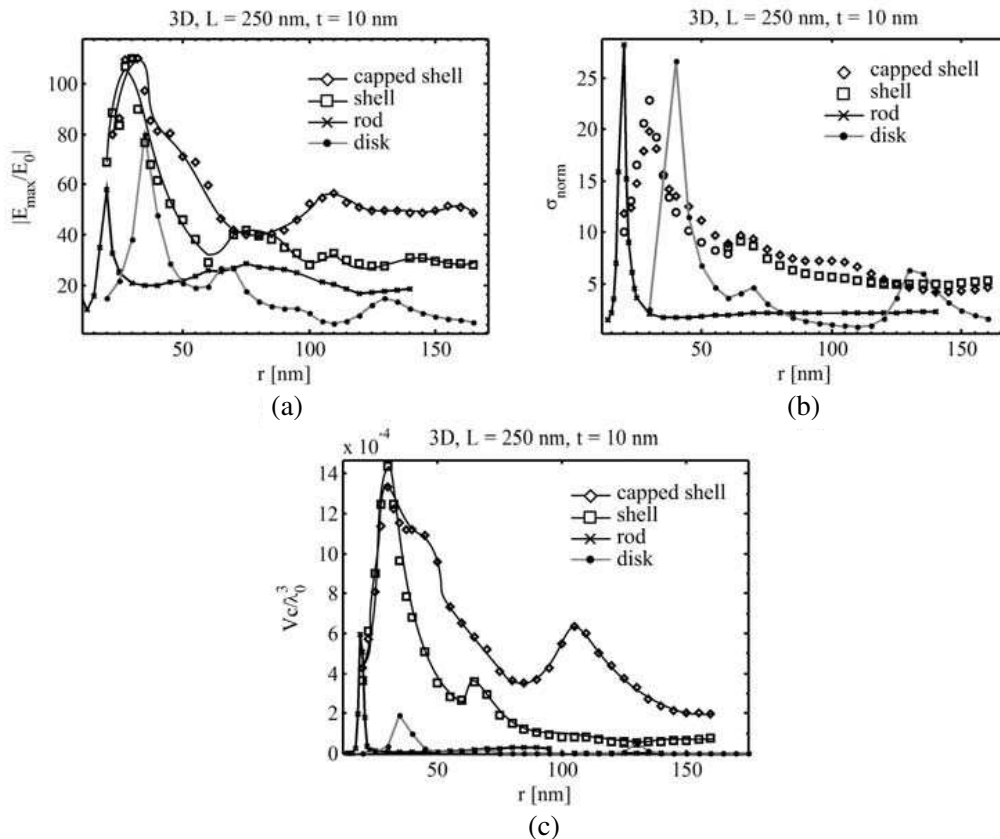 3D, L = 250 nm, t = 10 nm
|E_max/E_0|
100
80
60
40
20
50
100
150
r [nm]
capped shell
shell
rod
disk
(a)
3D, L = 250 nm, t = 10 nm
σ_norm
25
20
15
10
5
50
100
150
r [nm]
capped shell
shell
rod
disk
(b)
3D, L = 250 nm, t = 10 nm
x 10^-4
Vc/λ_0^3
14
12
10
8
6
4
2
0
50
100
150
r [nm]
capped shell
shell
rod
disk
(c)